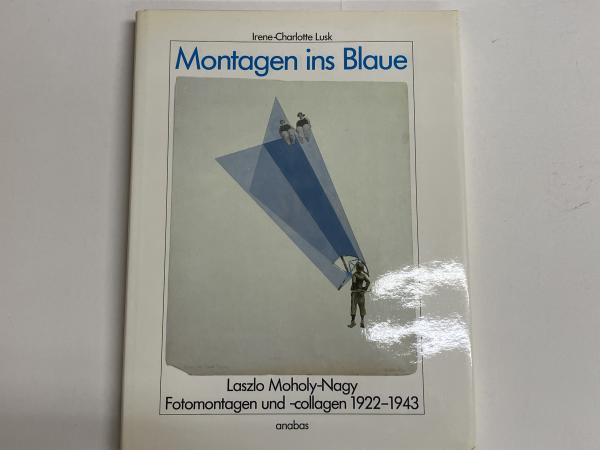 Irene-Charlotte Lusk
Montagen ins Blaue
Laszlo Moholy-Nagy
Fotomontagen und -collagen 1922–1943
anabas